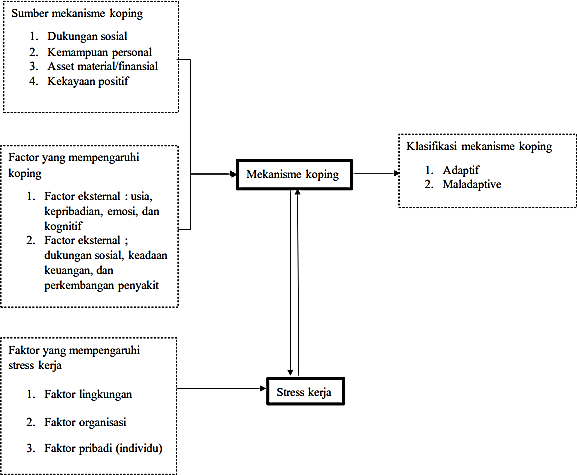 Sumber mekanisme koping
1. Dukungan sosial
2. Kemampuan personal
3. Asset material/finansial
4. Kekayaan positif
Factor yang mempengaruhi
koping
1. Factor eksternal : usia,
kepribadian, emosi, dan
kognitif
2. Factor eksternal ;
dukungan sosial, keadaan
keuangan, dan
perkembangan penyakit
Mekanisme koping
Klasifikasi mekanisme koping
1. Adaptif
2. Maladaptive
Faktor yang mempengaruhi
stress kerja
1. Faktor lingkungan
2. Faktor organisasi
3. Faktor pribadi (individu)
Stress kerja